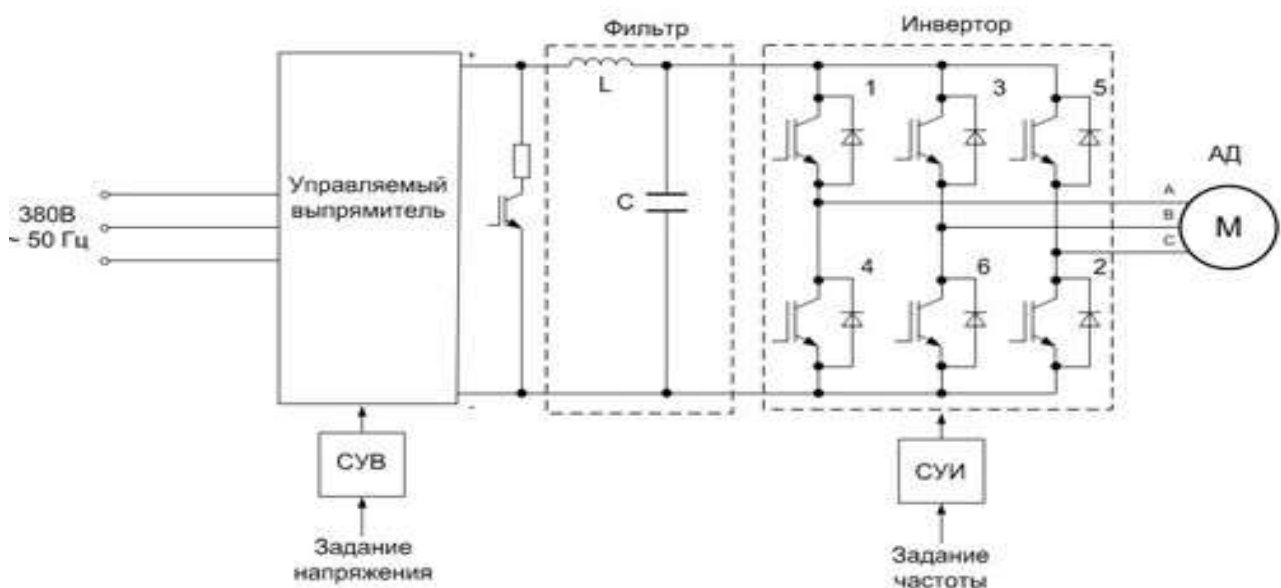 Фильтр
Инвертор
+
L
1
3
5
АД
Управляемый
выпрямитель
380В
~ 50 Гц
C
A
B
C
М
4
6
2
-
СУВ
СУИ
Задание
напряжения
Задание
частоты